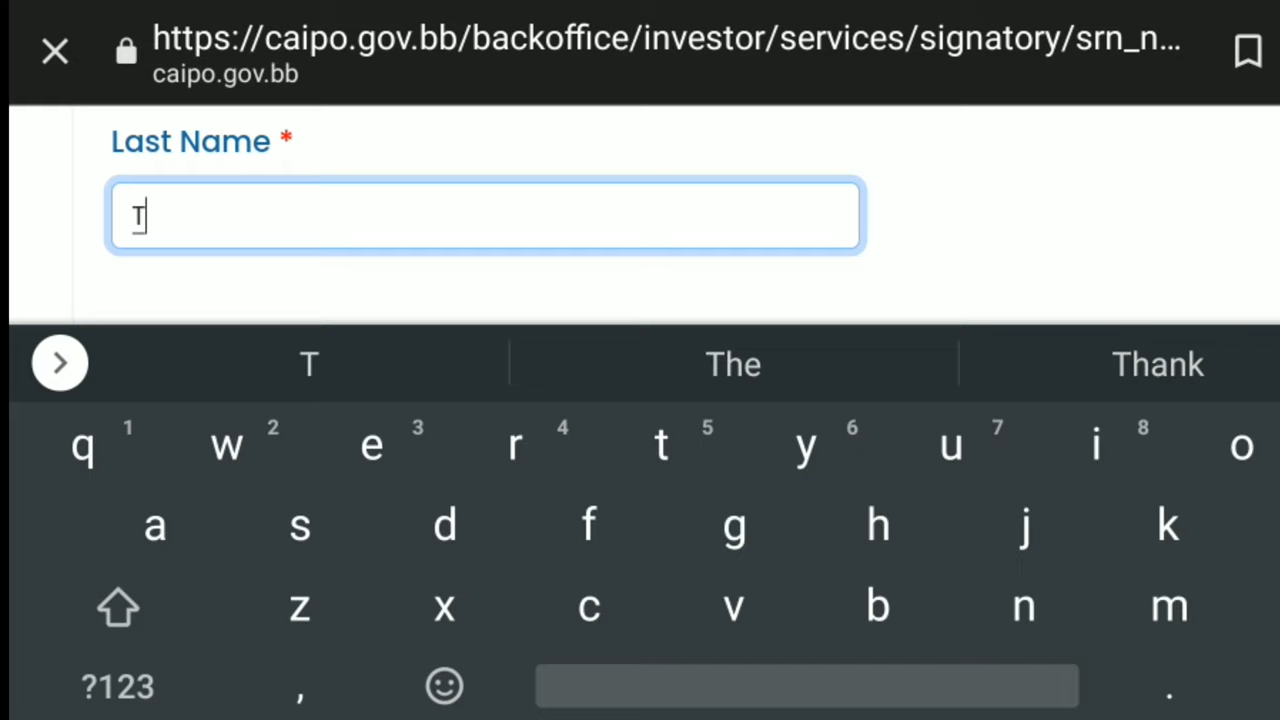 https://caipo.gov.bb/backoffice/investor/services/signatory/srn_n...
caipo.gov.bb
Last Name *
T
T The Thank
q 1 w 2 e 3 r 4 t 5 y 6 u 7 i 8 o
a s d f g h j k
z x c v b n m
?123 , .